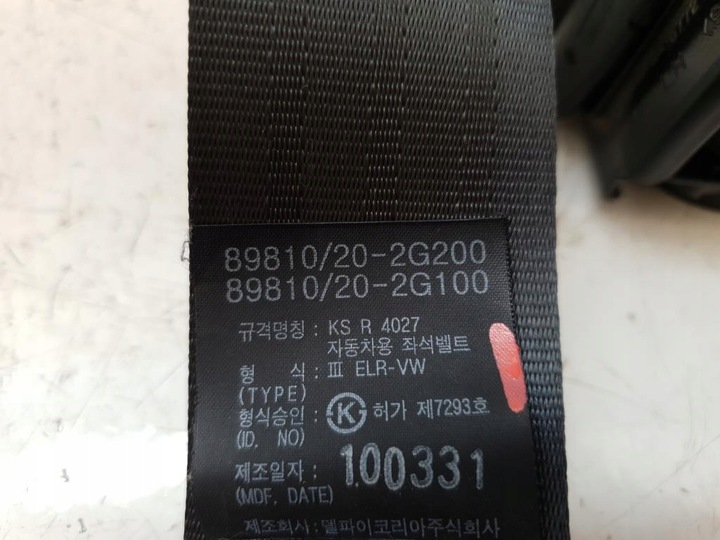 89810/20-2G200
89810/20-2G100
규격명칭 : KS R 4027
자동차용 좌석벨트
형 식 : Ⅲ ELR-VW
(TYPE)
형식승인 : K 허가 제7293호
(ID. NO)
제조일자 : 100331
(MDF. DATE)
제조회사 : 델파이코리아주식회사